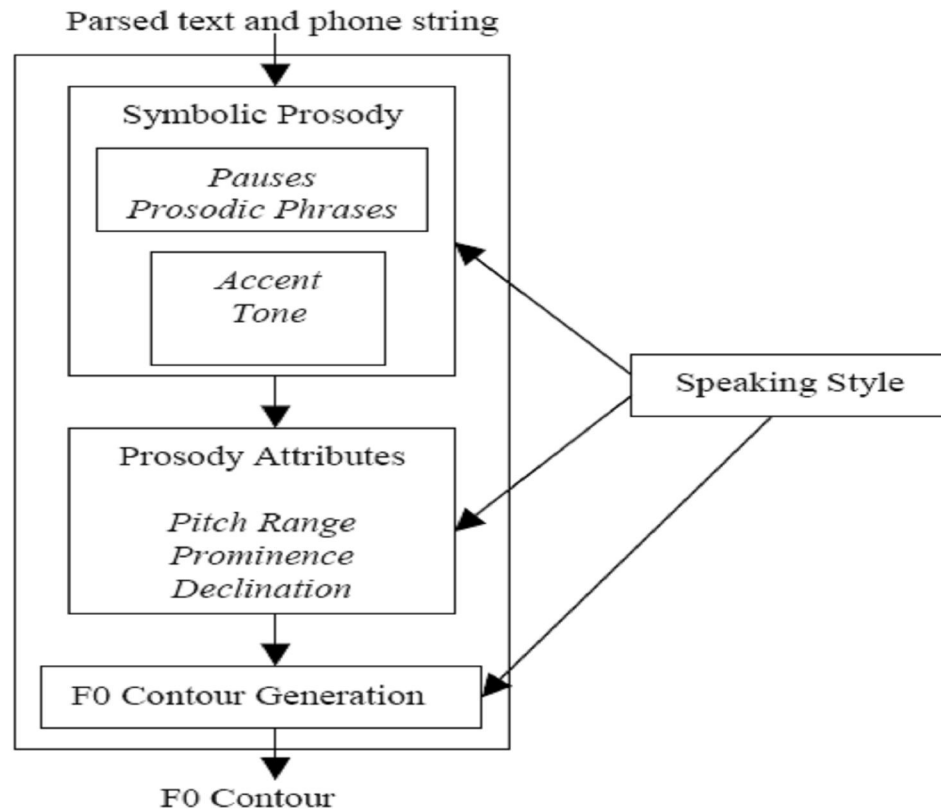 Parsed text and phone string
Symbolic Prosody
Pauses
Prosodic Phrases
Accent
Tone
Speaking Style
Prosody Attributes
Pitch Range
Prominence
Declination
F0 Contour Generation
F0 Contour